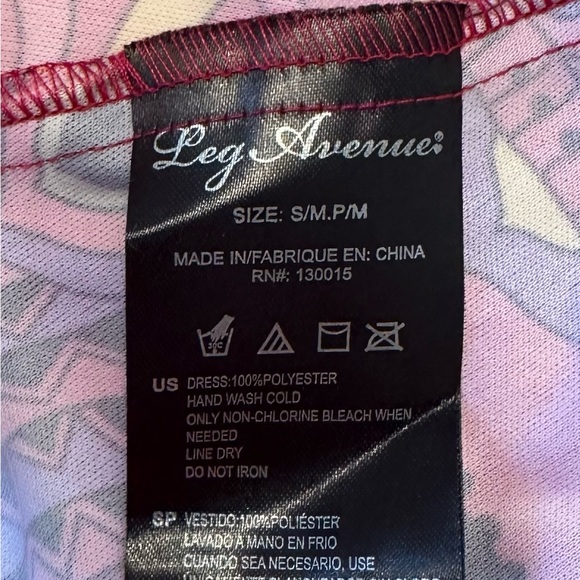 Leg Avenue
SIZE: S/M.P/M
MADE IN/FABRIQUE EN: CHINA
RN#: 130015
30C
US DRESS:100%POLYESTER
HAND WASH COLD
ONLY NON-CHLORINE BLEACH WHEN
NEEDED
LINE DRY
DO NOT IRON
SP VESTIDO:100%POLIÉSTER
LAVADO A MANO EN FRIO
CUANDO SEA NECESARIO, USE